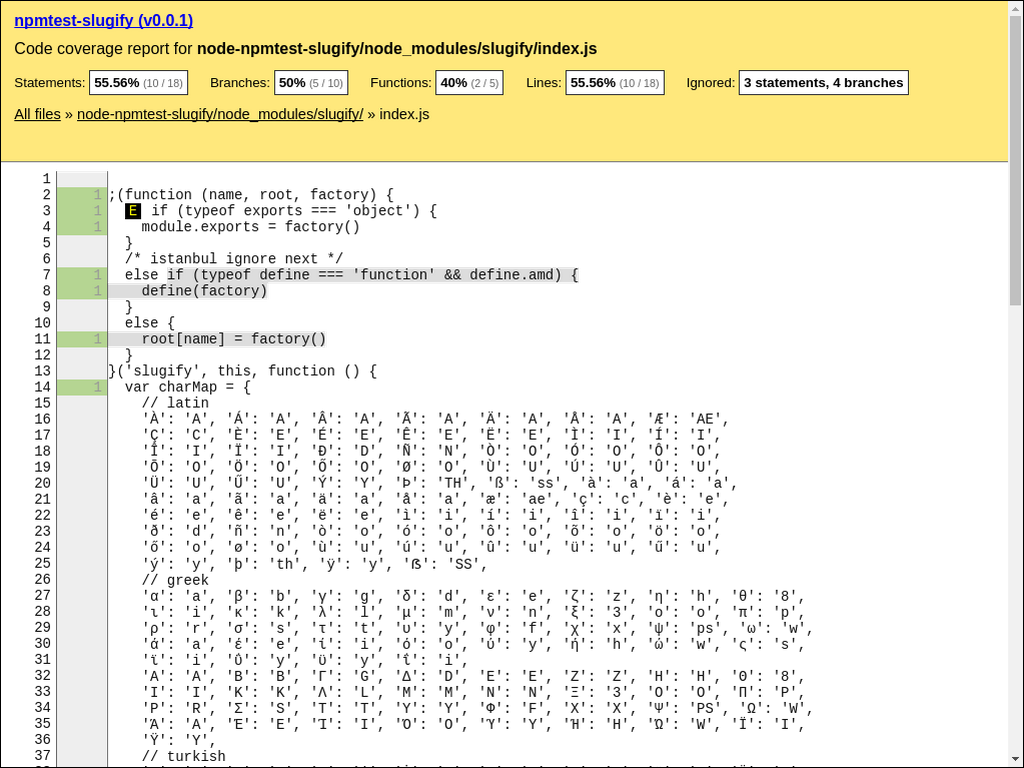 npmtest-slugify (v0.0.1)
Code coverage report for node-npmtest-slugify/node_modules/slugify/index.js
Statements: 55.56% (10 / 18) Branches: 50% (5 / 10) Functions: 40% (2 / 5) Lines: 55.56% (10 / 18) Ignored: 3 statements, 4 branches
All files » node-npmtest-slugify/node_modules/slugify/ » index.js
1
2 1 ;(function (name, root, factory) {
3 1 E if (typeof exports === 'object') {
4 1 module.exports = factory()
5 }
6 /* istanbul ignore next */
7 1 else if (typeof define === 'function' && define.amd) {
8 1 define(factory)
9 }
10 else {
11 1 root[name] = factory()
12 }
13 }('slugify', this, function () {
14 1 var charMap = {
15 // latin
16 'À': 'A', 'Á': 'A', 'Â': 'A', 'Ã': 'A', 'Ä': 'A', 'Å': 'A', 'Æ': 'AE',
17 'Ç': 'C', 'È': 'E', 'É': 'E', 'Ê': 'E', 'Ë': 'E', 'Ì': 'I', 'Í': 'I',
18 'Î': 'I', 'Ï': 'I', 'Ð': 'D', 'Ñ': 'N', 'Ò': 'O', 'Ó': 'O', 'Ô': 'O',
19 'Õ': 'O', 'Ö': 'O', 'Ő': 'O', 'Ø': 'O', 'Ù': 'U', 'Ú': 'U', 'Û': 'U',
20 'Ü': 'U', 'Ű': 'U', 'Ý': 'Y', 'Þ': 'TH', 'ß': 'ss', 'à': 'a', 'á': 'a',
21 'â': 'a', 'ã': 'a', 'ä': 'a', 'å': 'a', 'æ': 'ae', 'ç': 'c', 'è': 'e',
22 'é': 'e', 'ê': 'e', 'ë': 'e', 'ì': 'i', 'í': 'i', 'î': 'i', 'ï': 'i',
23 'ð': 'd', 'ñ': 'n', 'ò': 'o', 'ó': 'o', 'ô': 'o', 'õ': 'o', 'ö': 'o',
24 'ő': 'o', 'ø': 'o', 'ù': 'u', 'ú': 'u', 'û': 'u', 'ü': 'u', 'ű': 'u',
25 'ý': 'y', 'þ': 'th', 'ÿ': 'y', 'ẞ': 'SS',
26 // greek
27 'α': 'a', 'β': 'b', 'γ': 'g', 'δ': 'd', 'ε': 'e', 'ζ': 'z', 'η': 'h', 'θ': '8',
28 'ι': 'i', 'κ': 'k', 'λ': 'l', 'μ': 'm', 'ν': 'n', 'ξ': '3', 'ο': 'o', 'π': 'p',
29 'ρ': 'r', 'σ': 's', 'τ': 't', 'υ': 'y', 'φ': 'f', 'χ': 'x', 'ψ': 'ps', 'ω': 'w',
30 'ά': 'a', 'έ': 'e', 'ί': 'i', 'ό': 'o', 'ύ': 'y', 'ή': 'h', 'ώ': 'w', 'ς': 's',
31 'ϊ': 'i', 'ΰ': 'y', 'ϋ': 'y', 'ΐ': 'i',
32 'Α': 'A', 'Β': 'B', 'Γ': 'G', 'Δ': 'D', 'Ε': 'E', 'Ζ': 'Z', 'Η': 'H', 'Θ': '8',
33 'Ι': 'I', 'Κ': 'K', 'Λ': 'L', 'Μ': 'M', 'Ν': 'N', 'Ξ': '3', 'Ο': 'O', 'Π': 'P',
34 'Ρ': 'R', 'Σ': 'S', 'Τ': 'T', 'Υ': 'Y', 'Φ': 'F', 'Χ': 'X', 'Ψ': 'PS', 'Ω': 'W',
35 'Ά': 'A', 'Έ': 'E', 'Ί': 'I', 'Ό': 'O', 'Ύ': 'Y', 'Ή': 'H', 'Ώ': 'W', 'Ϊ': 'I',
36 'Ϋ': 'Y',
37 // turkish